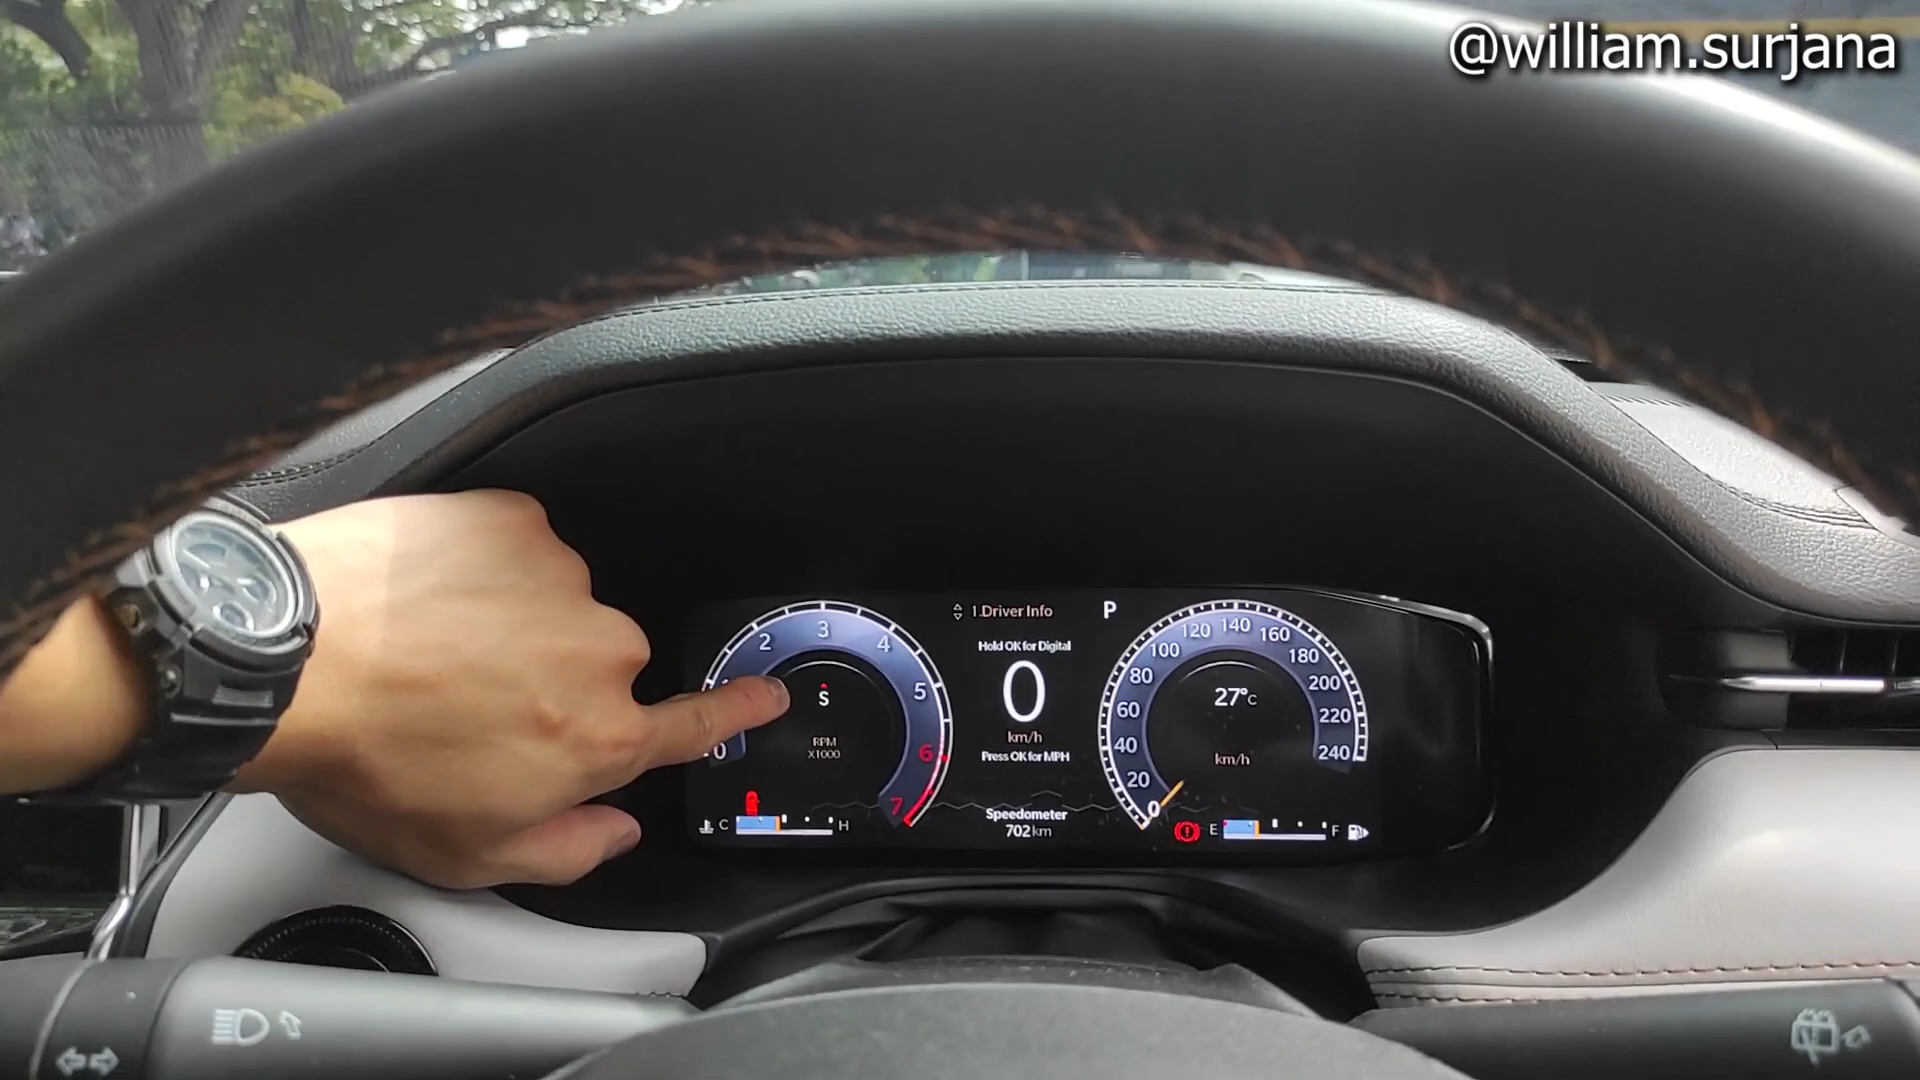 @william.surjana
1.Driver Info
P
Hold OK for Digital
0
km/h
Press OK for MPH
Speedometer
702 km
0
2
3
4
5
6
7
S
RPM
X1000
C
H
0
20
40
60
80
100
120
140
160
180
200
220
240
27°C
km/h
E
F